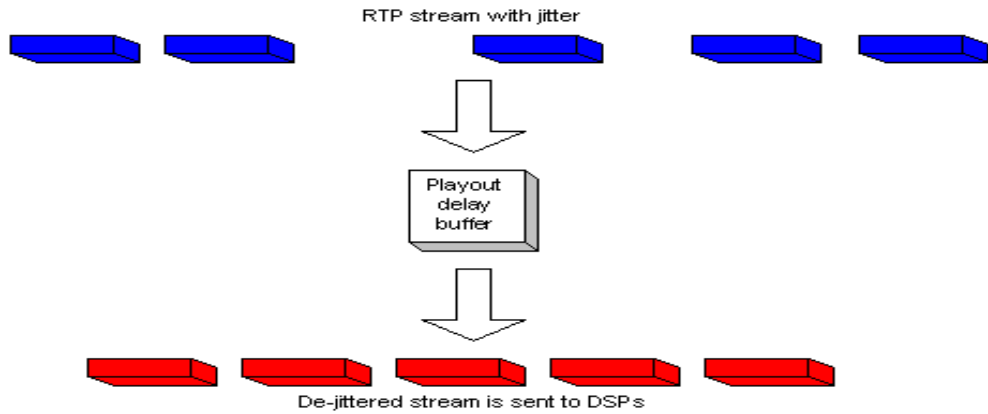 RTP stream with jitter
Playout
delay
buffer
De-jittered stream is sent to DSPs